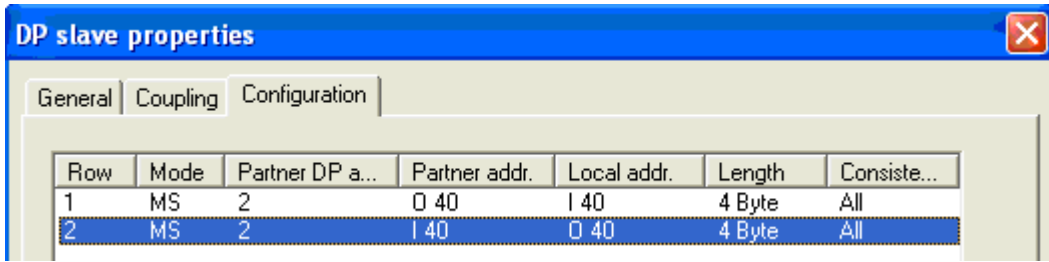 DP slave properties
General Coupling Configuration
Row Mode Partner DP a... Partner addr. Local addr. Length Consiste...
1 MS 2 O 40 I 40 4 Byte All
2 MS 2 I 40 O 40 4 Byte All